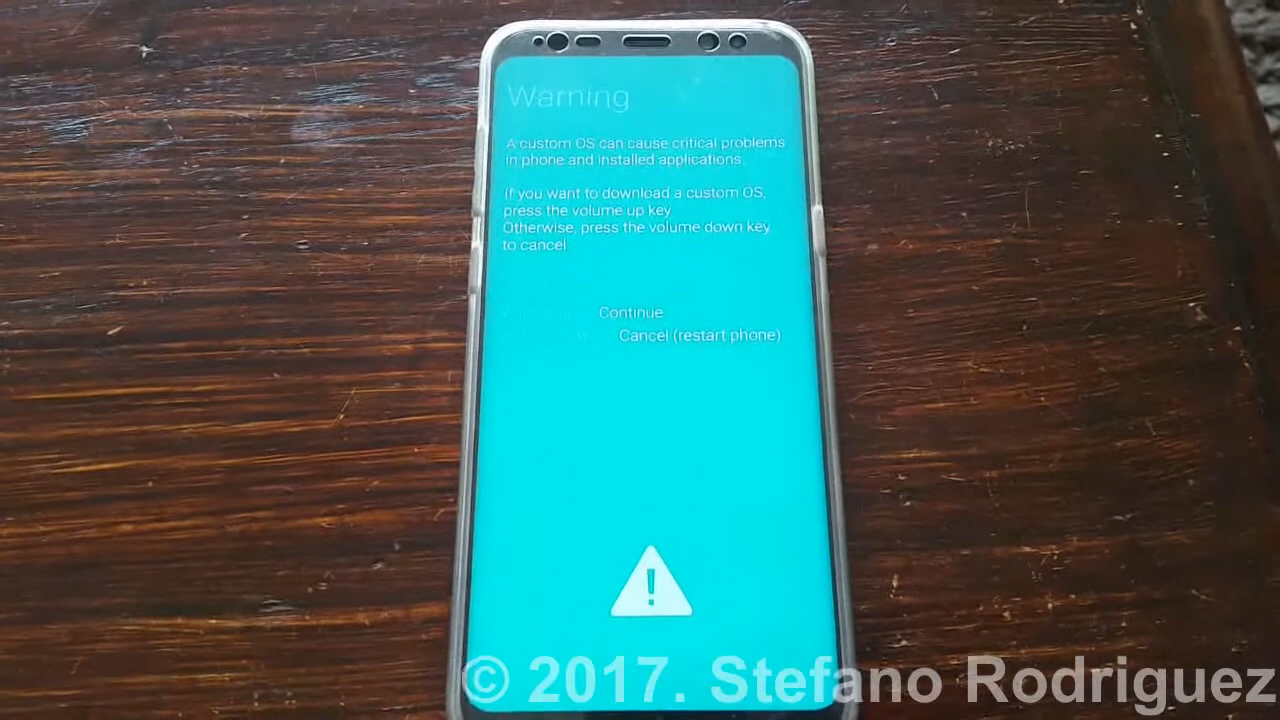 Warning
A custom OS can cause critical problems
in phone and installed applications.
If you want to download a custom OS,
press the volume up key
Otherwise, press the volume down key
to cancel
Continue
Cancel (restart phone)
© 2017. Stefano Rodriguez